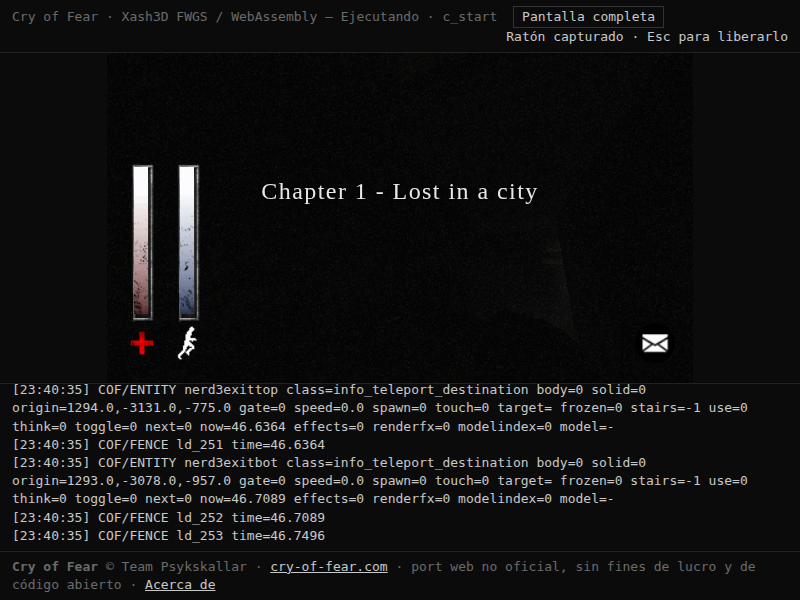 Cry of Fear · Xash3D FWGS / WebAssembly — Ejecutando · c_start Pantalla completa
Ratón capturado · Esc para liberarlo
Chapter 1 - Lost in a city
[23:40:35] COF/ENTITY nerd3exittop class=info_teleport_destination body=0 solid=0
origin=1294.0,-3131.0,-775.0 gate=0 speed=0.0 spawn=0 touch=0 target= frozen=0 stairs=-1 use=0
think=0 toggle=0 next=0 now=46.6364 effects=0 renderfx=0 modelindex=0 model=-
[23:40:35] COF/FENCE ld_251 time=46.6364
[23:40:35] COF/ENTITY nerd3exitbot class=info_teleport_destination body=0 solid=0
origin=1293.0,-3078.0,-957.0 gate=0 speed=0.0 spawn=0 touch=0 target= frozen=0 stairs=-1 use=0
think=0 toggle=0 next=0 now=46.7089 effects=0 renderfx=0 modelindex=0 model=-
[23:40:35] COF/FENCE ld_252 time=46.7089
[23:40:35] COF/FENCE ld_253 time=46.7496
Cry of Fear © Team Psykskallar · cry-of-fear.com · port web no oficial, sin fines de lucro y de
código abierto · Acerca de